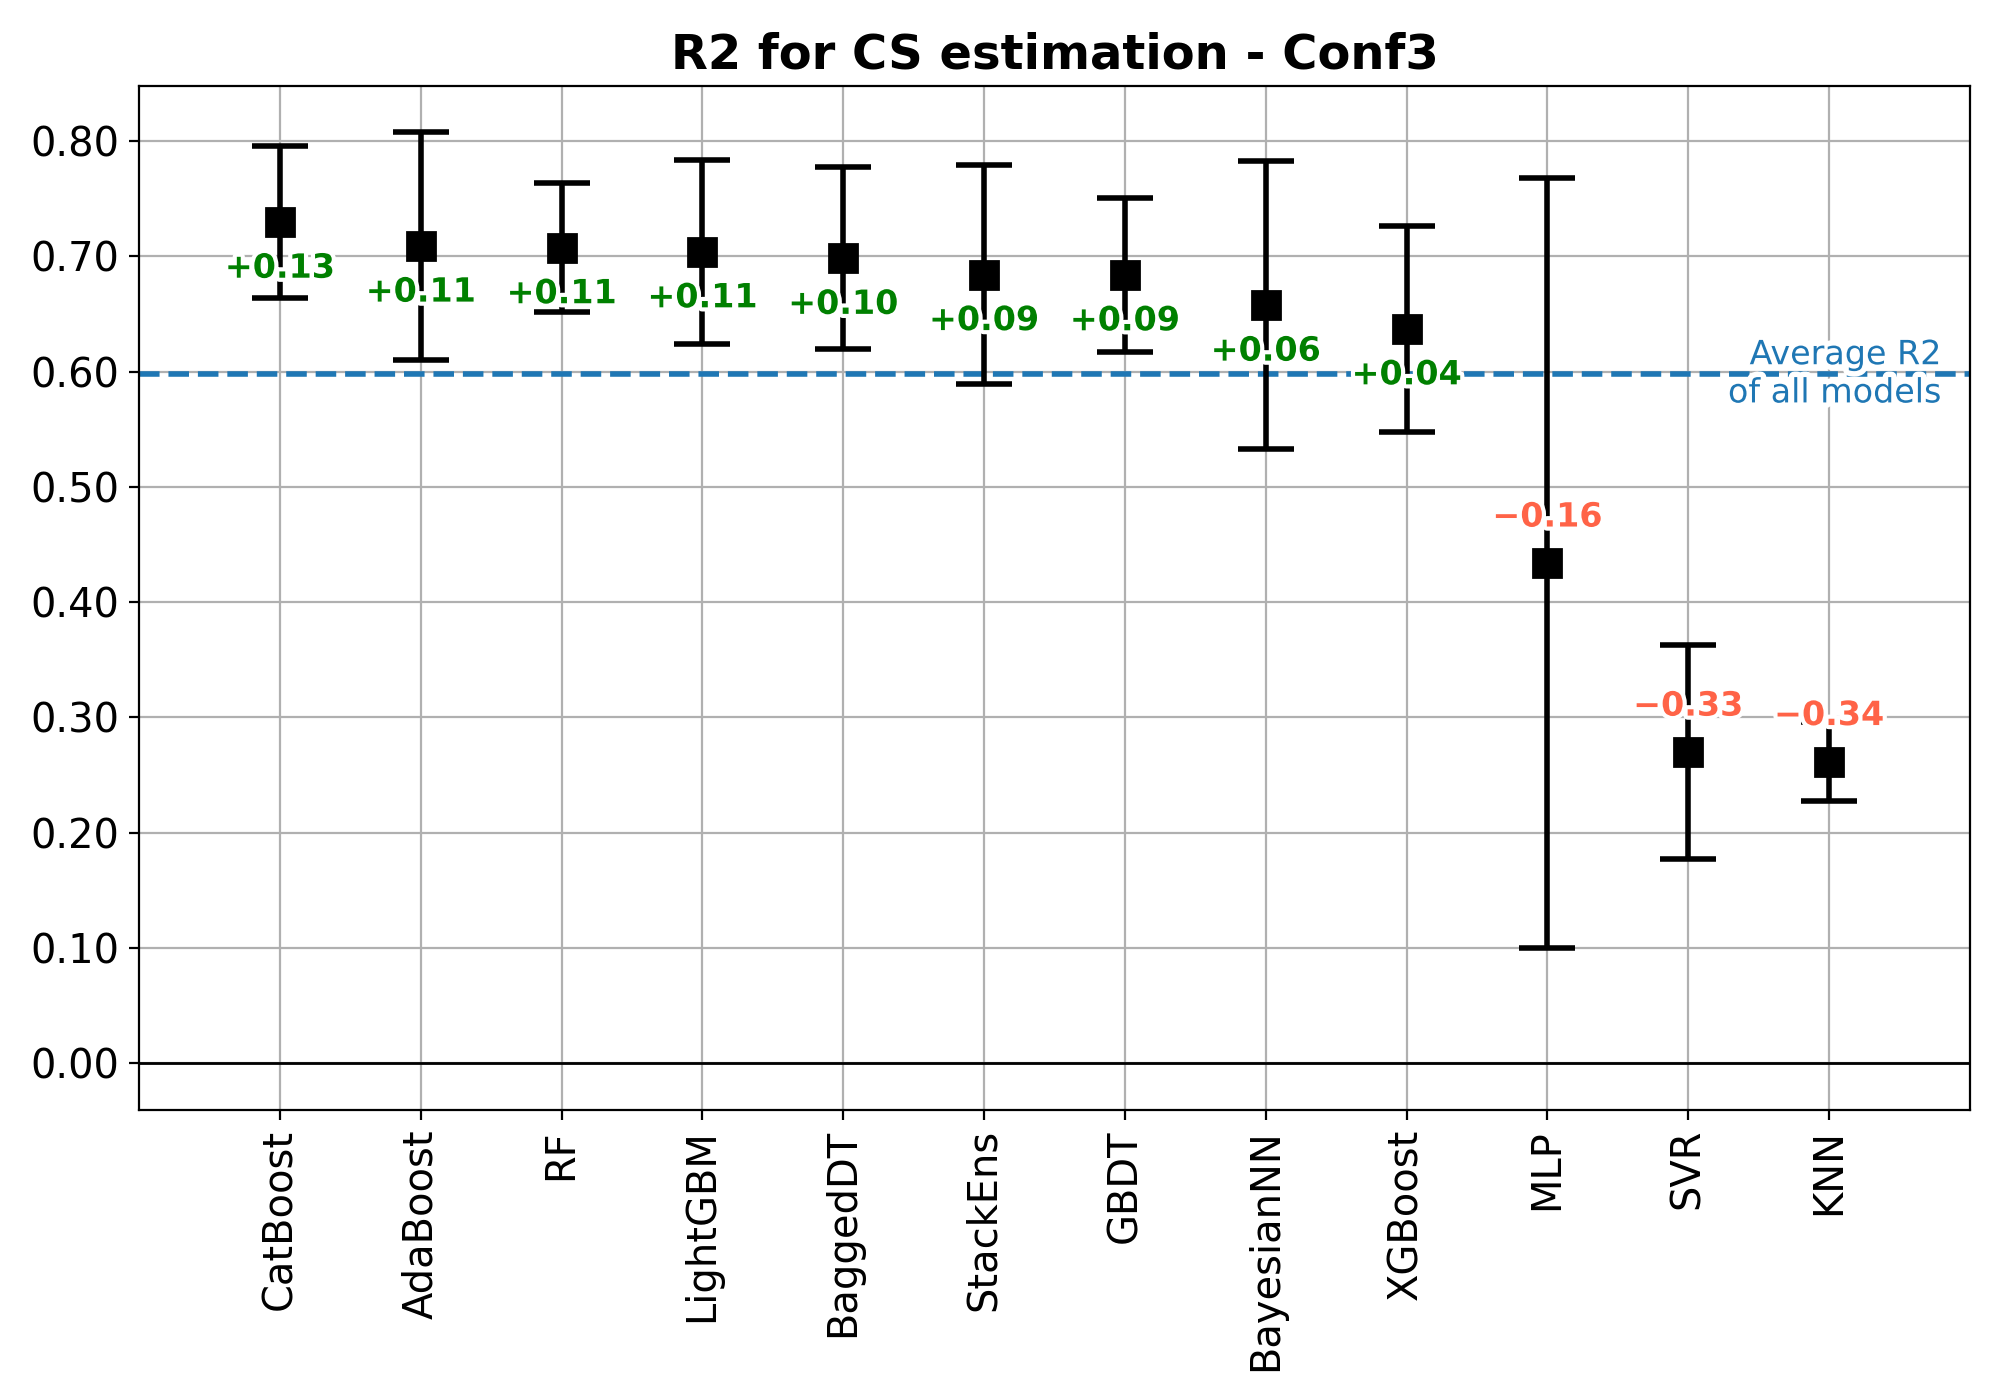 R2 for CS estimation - Conf3
0.80
0.70
0.60
0.50
0.40
0.30
0.20
0.10
0.00
+0.13
+0.11
+0.11
+0.11
+0.10
+0.09
+0.09
+0.06
+0.04
−0.16
−0.33
−0.34
Average R2
of all models
CatBoost
AdaBoost
RF
LightGBM
BaggedDT
StackEns
GBDT
BayesianNN
XGBoost
MLP
SVR
KNN